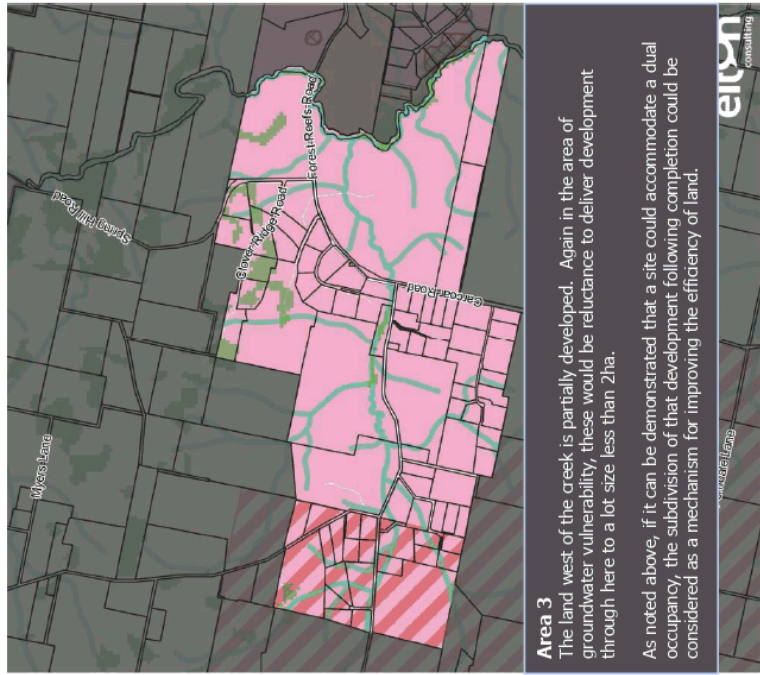 Spring Hill Road
Forest Reefs Road
Clover Ridge Road
Carcoar Road
Myers Lane
Area 3
The land west of the creek is partially developed.  Again in the area of
groundwater vulnerability, these would be reluctance to deliver development
through here to a lot size less than 2ha.
As noted above, if it can be demonstrated that a site could accommodate a dual
occupancy, the subdivision of that development following completion could be
considered as a mechanism for improving the efficiency of land.
Lane
elton
consulting